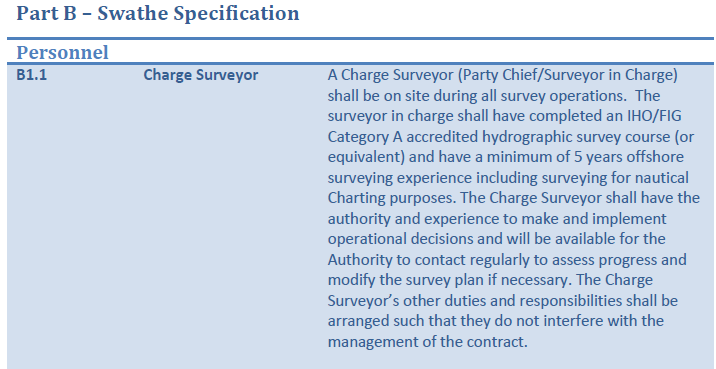 Part B – Swathe Specification
Personnel
B1.1 Charge Surveyor A Charge Surveyor (Party Chief/Surveyor in Charge)
shall be on site during all survey operations.  The
surveyor in charge shall have completed an IHO/FIG
Category A accredited hydrographic survey course (or
equivalent) and have a minimum of 5 years offshore
surveying experience including surveying for nautical
Charting purposes. The Charge Surveyor shall have the
authority and experience to make and implement
operational decisions and will be available for the
Authority to contact regularly to assess progress and
modify the survey plan if necessary. The Charge
Surveyor's other duties and responsibilities shall be
arranged such that they do not interfere with the
management of the contract.